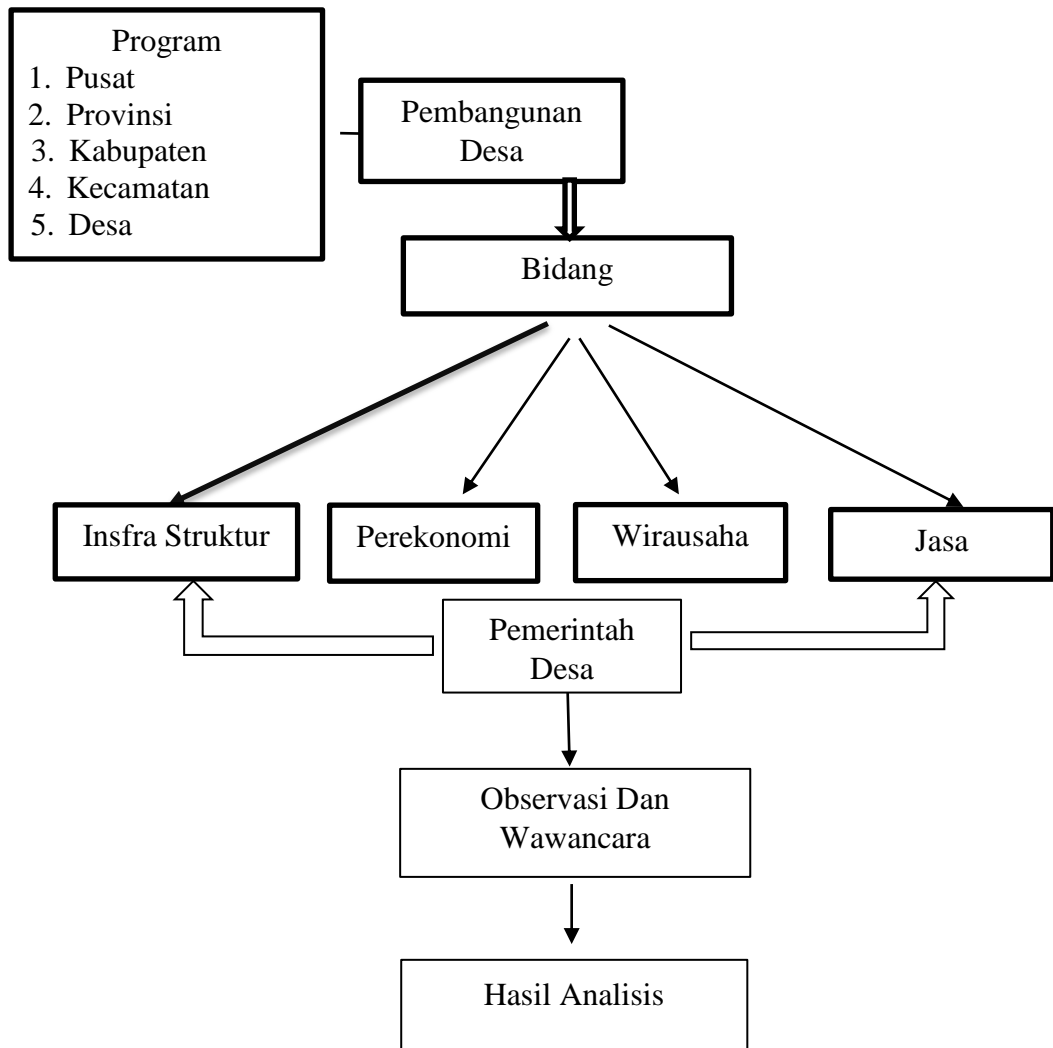 Program
1. Pusat
2. Provinsi
3. Kabupaten
4. Kecamatan
5. Desa
Pembangunan
Desa
Bidang
Insfra Struktur
Perekonomi
Wirausaha
Jasa
Pemerintah
Desa
Observasi Dan
Wawancara
Hasil Analisis